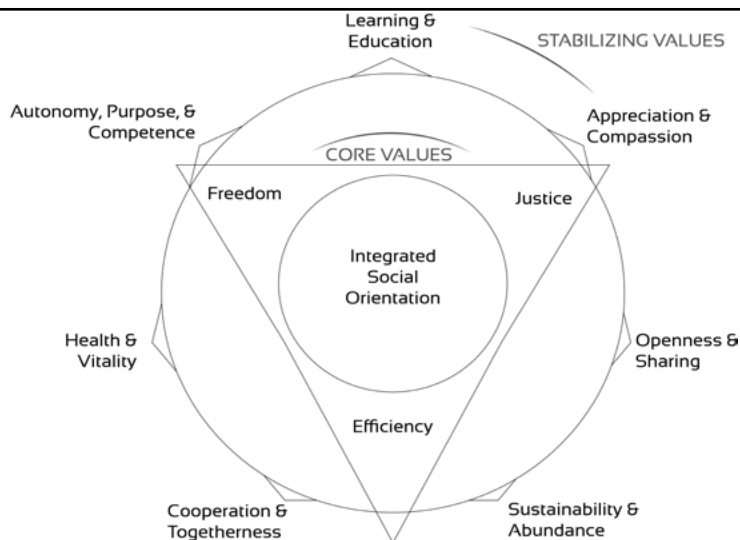 Learning &
Education
STABILIZING VALUES
Autonomy, Purpose, &
Competence
Appreciation &
Compassion
CORE VALUES
Freedom
Justice
Integrated
Social
Orientation
Health &
Vitality
Openness &
Sharing
Efficiency
Cooperation &
Togetherness
Sustainability &
Abundance